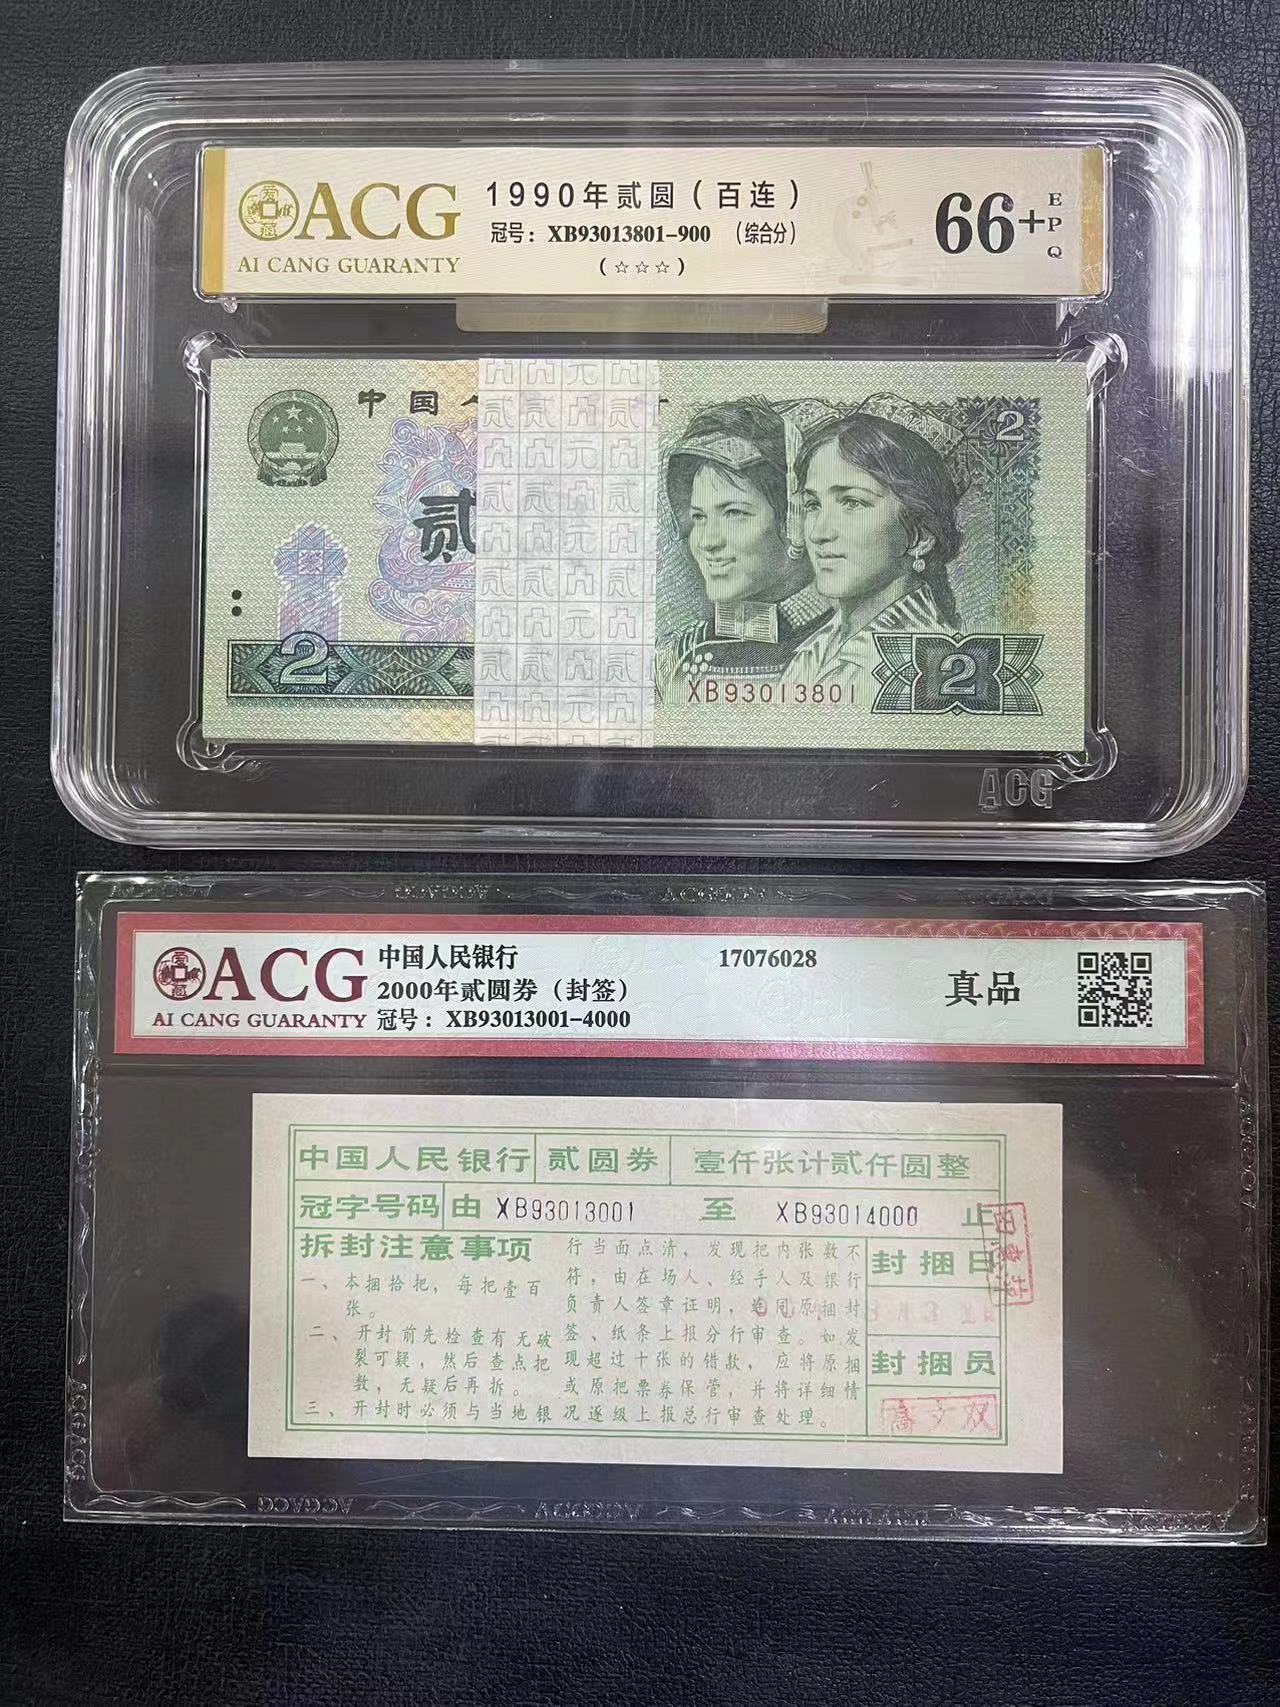 爱藏
ACG
AI CANG GUARANTY
1990年贰圆（百连）
冠号：XB93013801-900 （综合分）
（☆☆☆）
66+
EPQ
中国人
2
贰
2
XB93013801
2
ACG
爱藏
ACG
AI CANG GUARANTY
中国人民银行
2000年贰圆券（封签）
冠号：XB93013001-4000
17076028
真品
中国人民银行 贰圆券 壹仟张计贰仟圆整
冠字号码 由 XB93013001 至 XB93014000 止
拆封注意事项
一、本捆拾把，每把壹百
张。
二、开封前先检查有无破
裂可疑，然后查点把
数，无疑后再拆。
三、开封时必须与当地银
行当面点清，发现把内张数不
符，由在场人、经手人及银行
负责人签章证明，连同原捆封
签、纸条上报分行审查。如发
现超过十张的错款，应将原捆
或原把票券保管，并将详细情
况逐级上报总行审查处理。
封捆日
封捆员